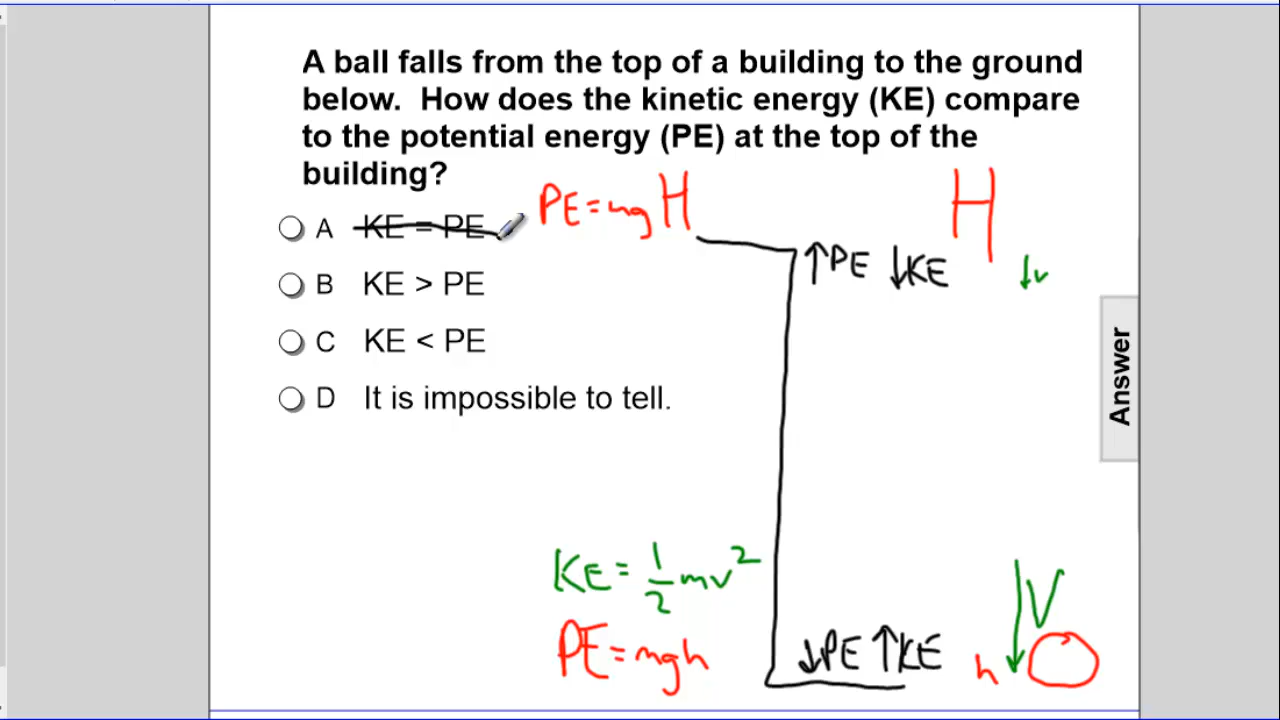 A ball falls from the top of a building to the ground
below. How does the kinetic energy (KE) compare
to the potential energy (PE) at the top of the
building?
A KE = PE
B KE > PE
C KE < PE
D It is impossible to tell.
PE = mgH
H
↑PE ↓KE
↓v
Answer
KE = 1/2 mv²
PE = mgh
↓PE ↑KE
h
↓V